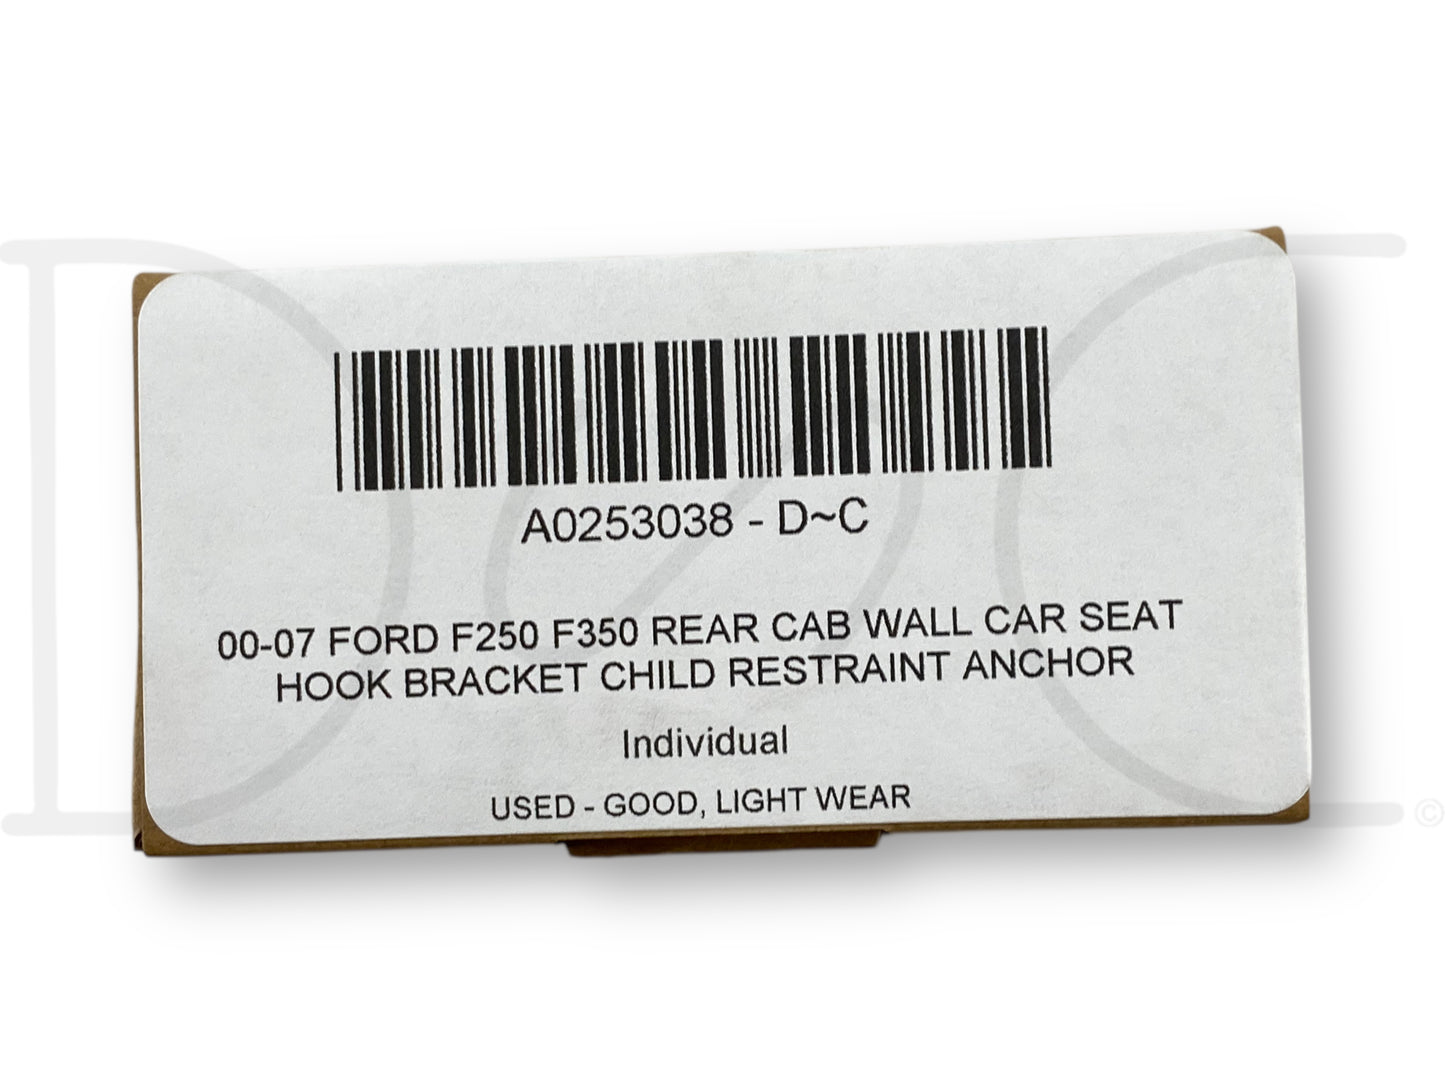 A0253038 - D~C
00-07 FORD F250 F350 REAR CAB WALL CAR SEAT
HOOK BRACKET CHILD RESTRAINT ANCHOR
Individual
USED - GOOD, LIGHT WEAR
D2C
©